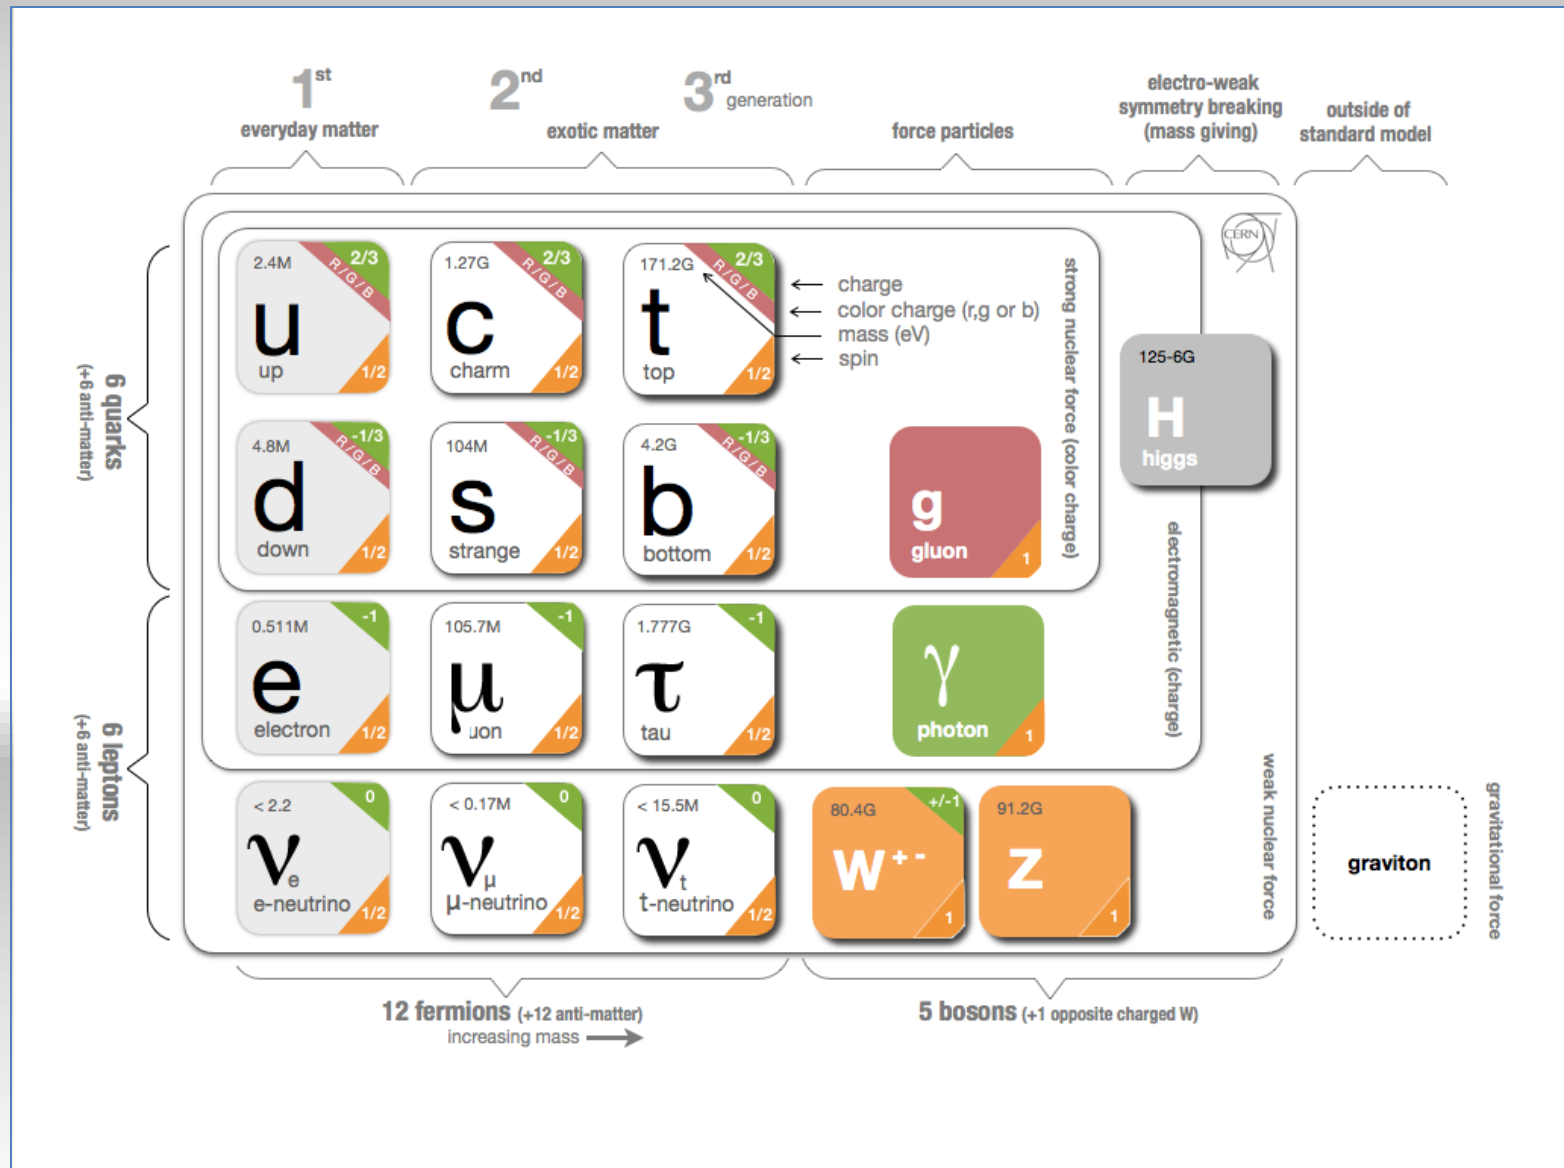 1st
everyday matter
2nd
3rd generation
exotic matter
force particles
electro-weak
symmetry breaking
(mass giving)
outside of
standard model
CERN
6 quarks
(+6 anti-matter)
2.4M
2/3
R/G/B
u
up
1/2
1.27G
2/3
R/G/B
c
charm
1/2
171.2G
2/3
R/G/B
t
top
1/2
charge
color charge (r,g or b)
mass (eV)
spin
strong nuclear force (color charge)
125-6G
H
higgs
4.8M
-1/3
R/G/B
d
down
1/2
104M
-1/3
R/G/B
s
strange
1/2
4.2G
-1/3
R/G/B
b
bottom
1/2
g
gluon
1
electromagnetic (charge)
6 leptons
(+6 anti-matter)
0.511M
-1
e
electron
1/2
105.7M
-1
μ
uon
1/2
1.777G
-1
τ
tau
1/2
γ
photon
1
weak nuclear force
< 2.2
0
νe
e-neutrino
1/2
< 0.17M
0
νμ
μ-neutrino
1/2
< 15.5M
0
νt
t-neutrino
1/2
80.4G
+/-1
W+-
1
91.2G
Z
1
graviton
gravitational force
12 fermions (+12 anti-matter)
increasing mass
5 bosons (+1 opposite charged W)